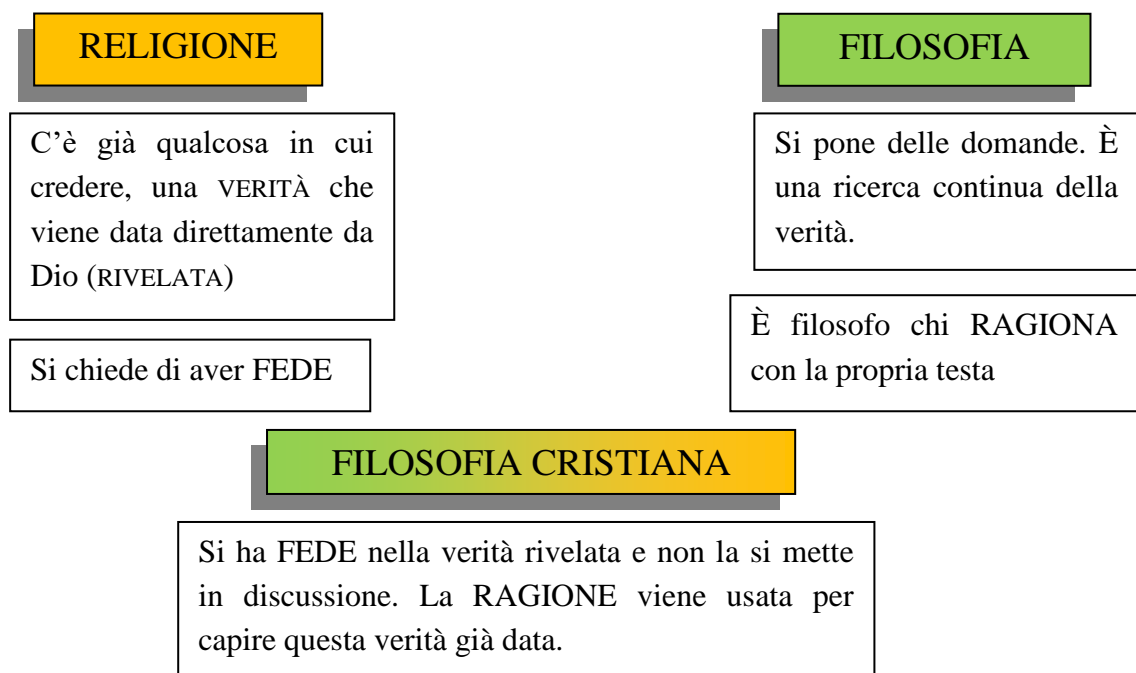 RELIGIONE
C’è già qualcosa in cui
credere, una VERITÀ che
viene data direttamente da
Dio (RIVELATA)
Si chiede di aver FEDE
FILOSOFIA
Si pone delle domande. È
una ricerca continua della
verità.
È filosofo chi RAGIONA
con la propria testa
FILOSOFIA CRISTIANA
Si ha FEDE nella verità rivelata e non la si mette
in discussione. La RAGIONE viene usata per
capire questa verità già data.